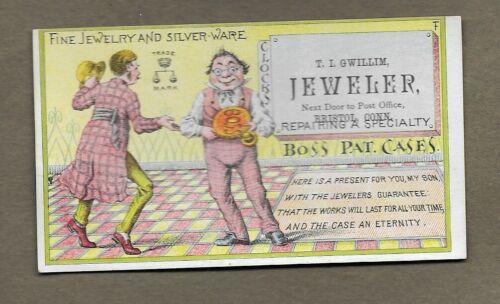 FINE JEWELRY AND SILVER-WARE
TRADE
MARK
CLOCKS
T. I. GWILLIM,
JEWELER,
Next Door to Post Office,
BRISTOL, CONN.
REPAIRING A SPECIALTY.
BOSS PAT. CASES.
HERE IS A PRESENT FOR YOU, MY SON,
WITH THE JEWELERS GUARANTEE
THAT THE WORKS WILL LAST FOR ALL YOUR TIME,
AND THE CASE AN ETERNITY.